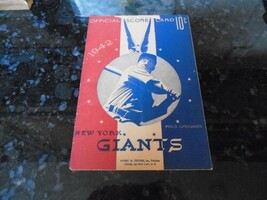 OFFICIAL SCORE CARD 10¢
1942
NEW YORK
POLO GROUNDS
GIANTS